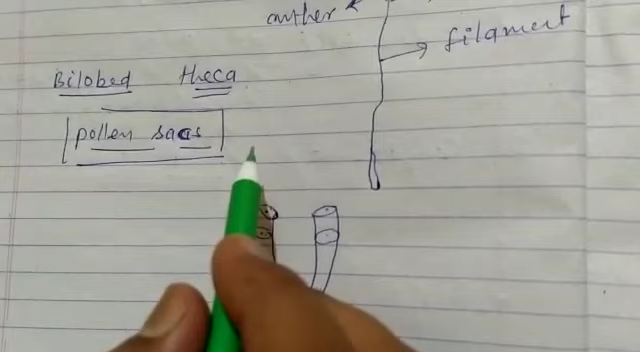 anther
filament
Bilobed Theca
pollen sacs